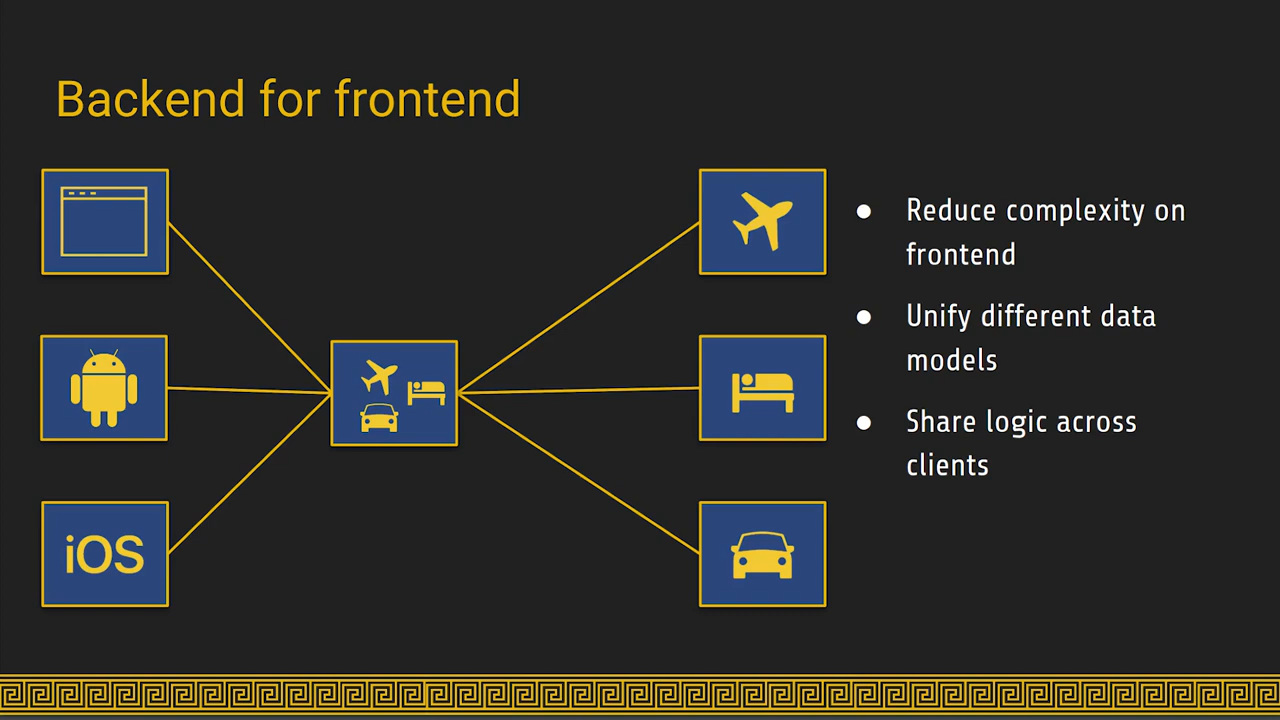 Backend for frontend
iOS
Reduce complexity on
frontend
Unify different data
models
Share logic across
clients